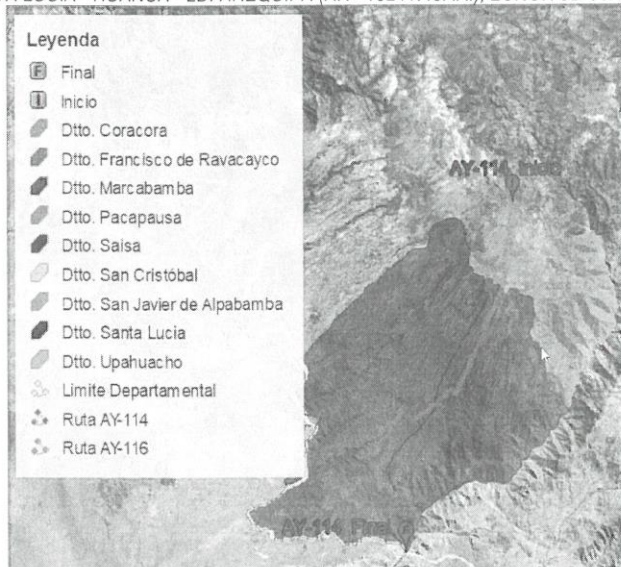 Leyenda
F Final
I Inicio
Dtto. Coracora
Dtto. Francisco de Ravacayco
Dtto. Marcabamba
Dtto. Pacapausa
Dtto. Saisa
Dtto. San Cristóbal
Dtto. San Javier de Alpabamba
Dtto. Santa Lucia
Dtto. Upahuacho
Limite Departamental
Ruta AY-114
Ruta AY-116
AY-114 Inicio
AY-114 Final